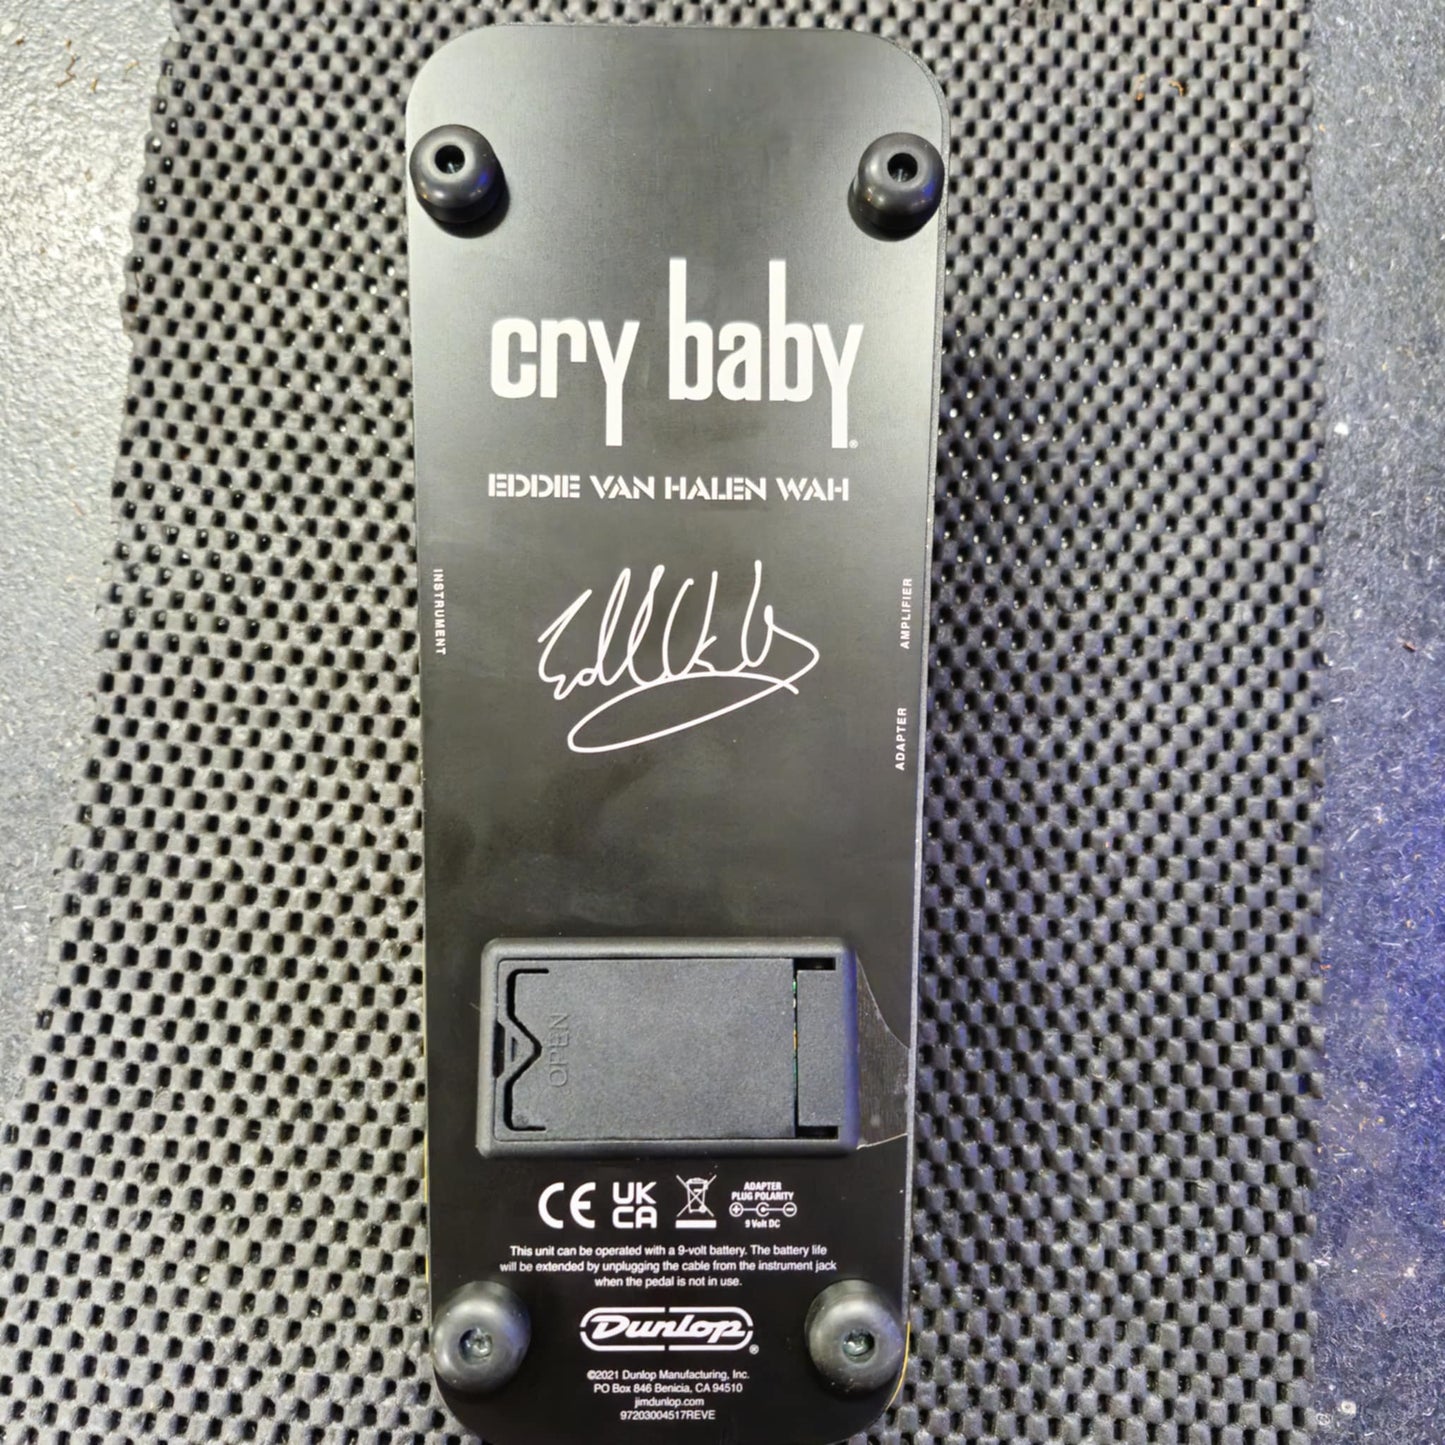 cry baby®
EDDIE VAN HALEN WAH
INSTRUMENT
AMPLIFIER
ADAPTER
OPEN
CE UK CA
ADAPTER
PLUG POLARITY
9 Volt DC
This unit can be operated with a 9-volt battery. The battery life
will be extended by unplugging the cable from the instrument jack
when the pedal is not in use.
Dunlop®
©2021 Dunlop Manufacturing, Inc.
PO Box 846 Benicia, CA 94510
jimdunlop.com
97203004517REVE